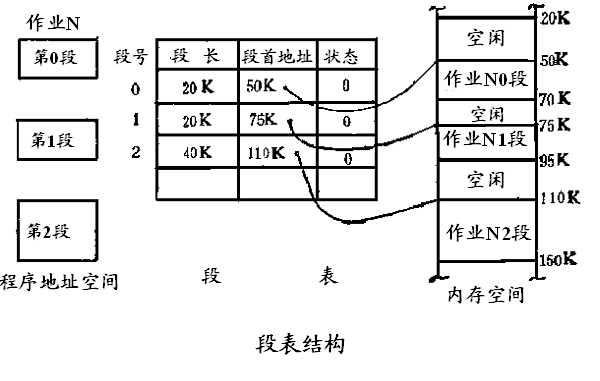 作业N
第0段
第1段
第2段
程序地址空间
段号 段长 段首地址 状态
0 20K 50K 0
1 20K 75K 0
2 40K 110K 0
段表
20K
空闲
50K
作业N0段
70K
空闲
75K
作业N1段
95K
空闲
110K
作业N2段
150K
内存空间
段表结构